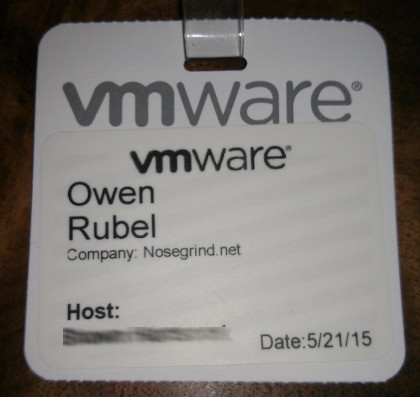 vmware®
vmware®
Owen
Rubel
Company: Nosegrind.net
Host:
Date:5/21/15